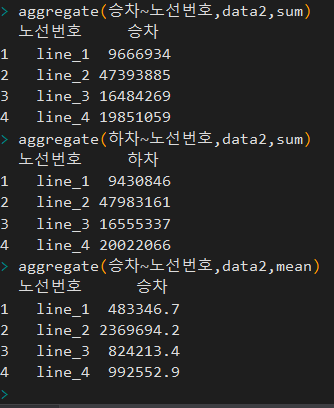 > aggregate(승차~노선번호,data2,sum)
  노선번호     승차
1   line_1  9666934
2   line_2 47393885
3   line_3 16484269
4   line_4 19851059
> aggregate(하차~노선번호,data2,sum)
  노선번호     하차
1   line_1  9430846
2   line_2 47983161
3   line_3 16555337
4   line_4 20022066
> aggregate(승차~노선번호,data2,mean)
  노선번호      승차
1   line_1  483346.7
2   line_2 2369694.2
3   line_3  824213.4
4   line_4  992552.9
>